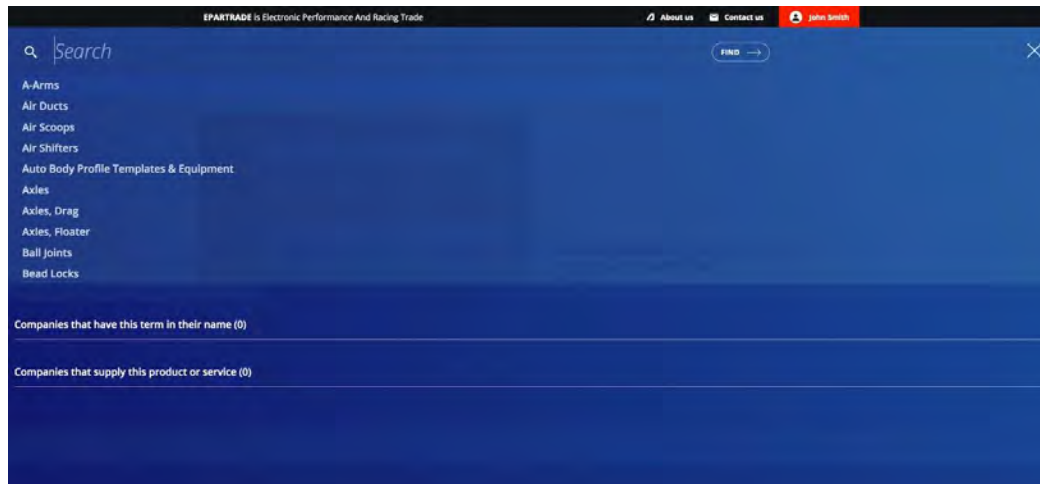 EPARTRADE is Electronic Performance And Racing Trade
About us
Contact us
John Smith
Search
FIND
A-Arms
Air Ducts
Air Scoops
Air Shifters
Auto Body Profile Templates & Equipment
Axles
Axles, Drag
Axles, Floater
Ball Joints
Bead Locks
Companies that have this term in their name (0)
Companies that supply this product or service (0)